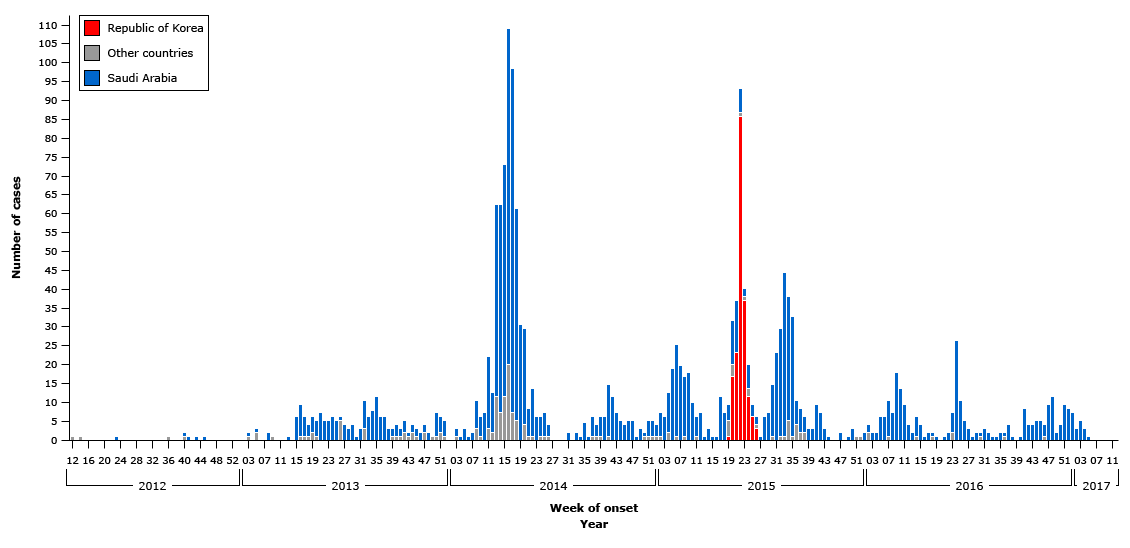 Republic of Korea
Other countries
Saudi Arabia
110
105
100
95
90
85
80
75
70
65
60
55
50
45
40
35
30
25
20
15
10
5
0
Number of cases
12 16 20 24 28 32 36 40 44 48 52 03 07 11 15 19 23 27 31 35 39 43 47 51 03 07 11 15 19 23 27 31 35 39 43 47 51 03 07 11 15 19 23 27 31 35 39 43 47 51 03 07 11 15 19 23 27 31 35 39 43 47 51 03 07 11
2012 2013 2014 2015 2016 2017
Week of onset
Year